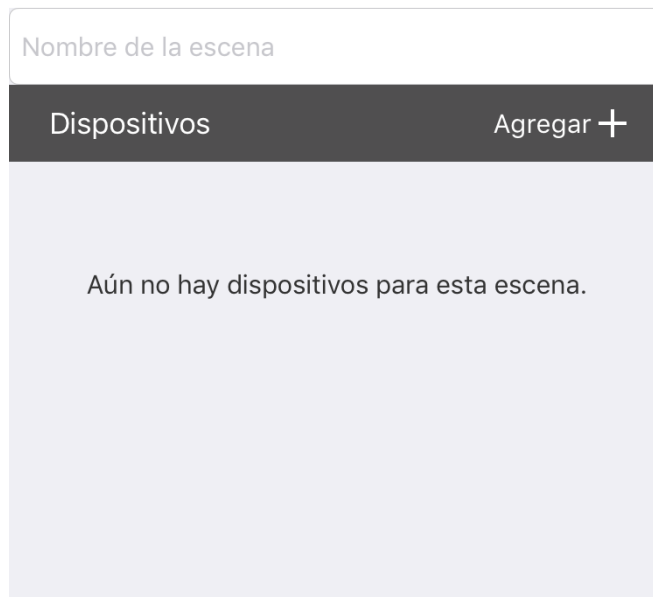 Nombre de la escena
Dispositivos Agregar +
Aún no hay dispositivos para esta escena.